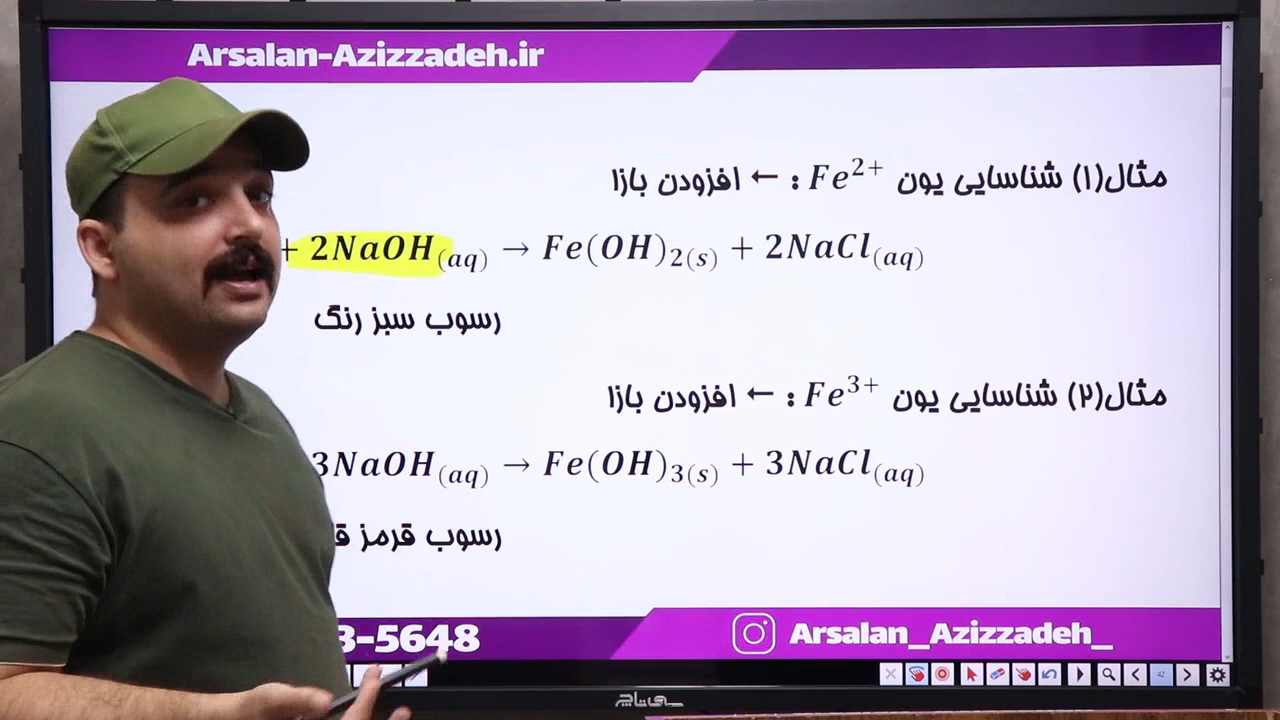 Arsalan-Azizzadeh.ir
مثال(۱) شناسایی یون Fe²⁺ : ← افزودن بازا
+ 2NaOH(aq) → Fe(OH)₂(s) + 2NaCl(aq)
رسوب سبز رنگ
مثال(۲) شناسایی یون Fe³⁺ : ← افزودن بازا
3NaOH(aq) → Fe(OH)₃(s) + 3NaCl(aq)
رسوب قرمز
3-5648
Arsalan_Azizzadeh_
42